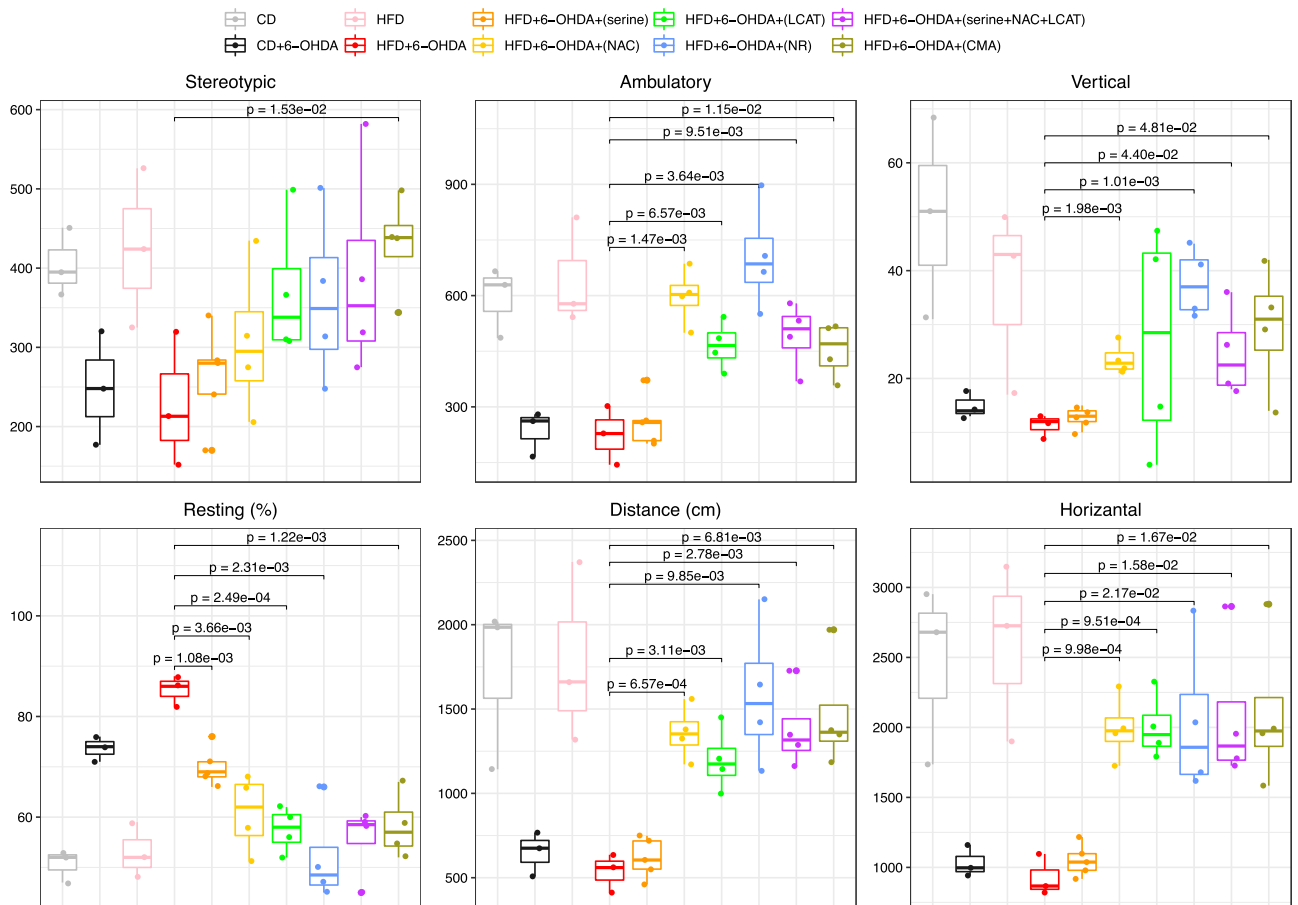 CD HFD HFD+6−OHDA+(serine) HFD+6−OHDA+(LCAT) HFD+6−OHDA+(serine+NAC+LCAT)
CD+6−OHDA HFD+6−OHDA HFD+6−OHDA+(NAC) HFD+6−OHDA+(NR) HFD+6−OHDA+(CMA)
Stereotypic Ambulatory Vertical
600
500
400
300
200
p = 1.53e−02
900
600
300
p = 1.15e−02
p = 9.51e−03
p = 3.64e−03
p = 6.57e−03
p = 1.47e−03
60
40
20
p = 4.81e−02
p = 4.40e−02
p = 1.01e−03
p = 1.98e−03
Resting (%) Distance (cm) Horizantal
100
80
60
p = 1.22e−03
p = 2.31e−03
p = 2.49e−04
p = 3.66e−03
p = 1.08e−03
2500
2000
1500
1000
500
p = 6.81e−03
p = 2.78e−03
p = 9.85e−03
p = 3.11e−03
p = 6.57e−04
3000
2500
2000
1500
1000
p = 1.67e−02
p = 1.58e−02
p = 2.17e−02
p = 9.51e−04
p = 9.98e−04